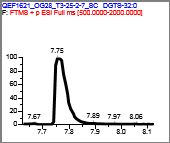 QEF1621_OG28_T3-25-2-7_SC DGTS-32:0
F: FTMS + p ESI Full ms [500.0000-2000.0000]
7.75
100
80
60
40
20
0
7.67 7.89 7.97 8.06
7.7 7.8 7.9 8.0 8.1